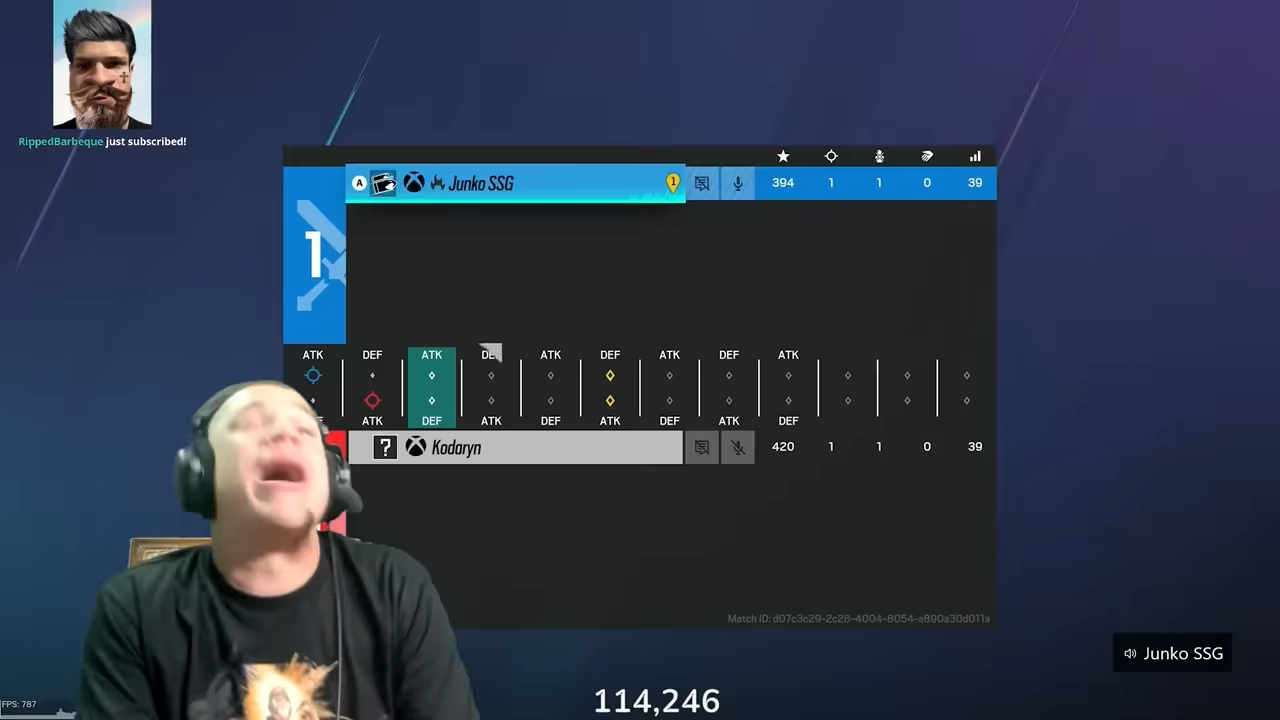 RippedBarbeque just subscribed!
A Junko SSG 1 394 1 1 0 39
1
ATK DEF ATK ATK DEF ATK DEF ATK
ATK DEF ATK DEF ATK DEF ATK DEF
? Kodaryn 420 1 1 0 39
Match ID: d07c3c29-2c28-4004-8054-a890a30d011a
Junko SSG
114,246
FPS: 787